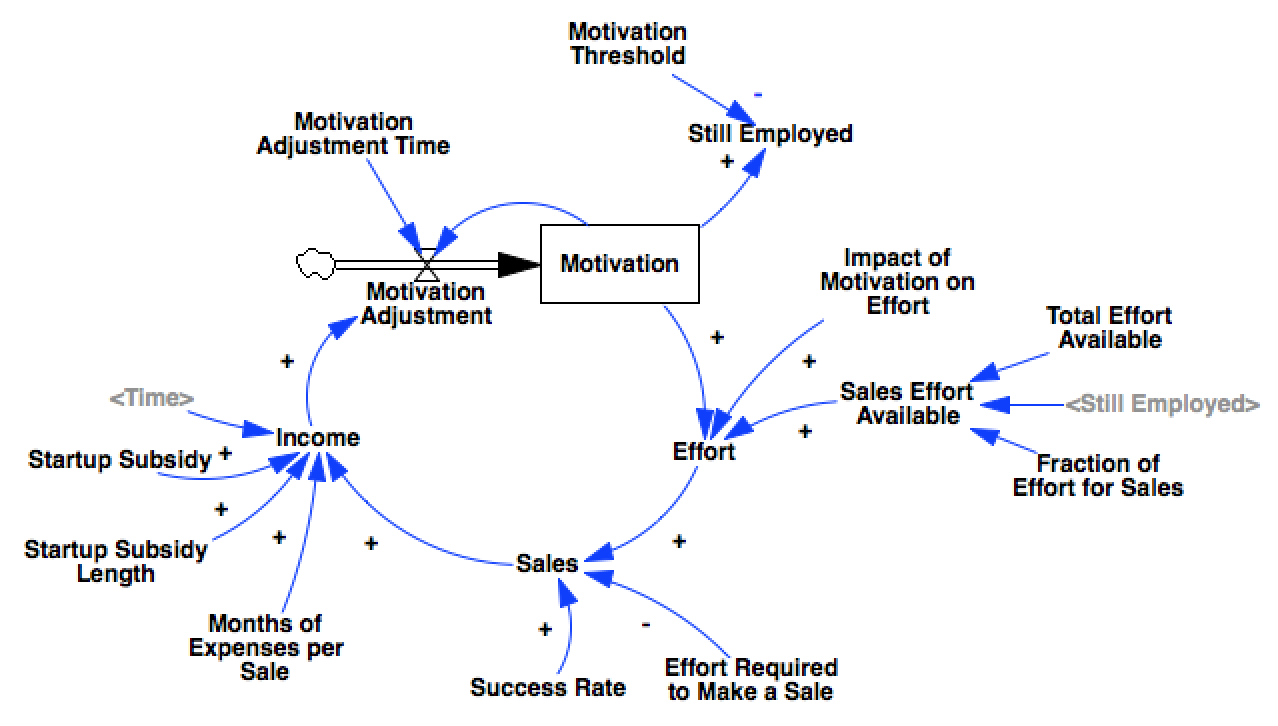 Motivation
Threshold
-
Still Employed
+
Motivation
Adjustment Time
Motivation
Motivation
Adjustment
+
Impact of
Motivation on
Effort
+
+
Total Effort
Available
Sales Effort
Available
<Still Employed>
Fraction of
Effort for Sales
+
Effort
<Time>
Income
Startup Subsidy
+
+
Startup Subsidy
Length
+
Months of
Expenses per
Sale
+
Sales
+
+
Success Rate
-
Effort Required
to Make a Sale